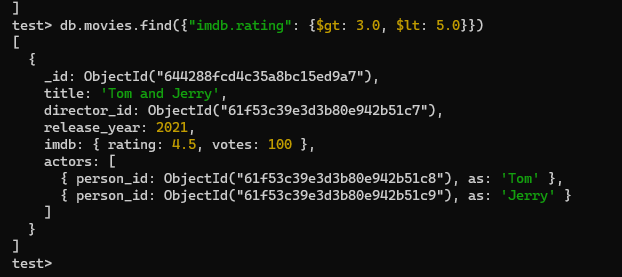 ]
test> db.movies.find({"imdb.rating": {$gt: 3.0, $lt: 5.0}})
[
  {
    _id: ObjectId("644288fcd4c35a8bc15ed9a7"),
    title: 'Tom and Jerry',
    director_id: ObjectId("61f53c39e3d3b80e942b51c7"),
    release_year: 2021,
    imdb: { rating: 4.5, votes: 100 },
    actors: [
      { person_id: ObjectId("61f53c39e3d3b80e942b51c8"), as: 'Tom' },
      { person_id: ObjectId("61f53c39e3d3b80e942b51c9"), as: 'Jerry' }
    ]
  }
]
test>